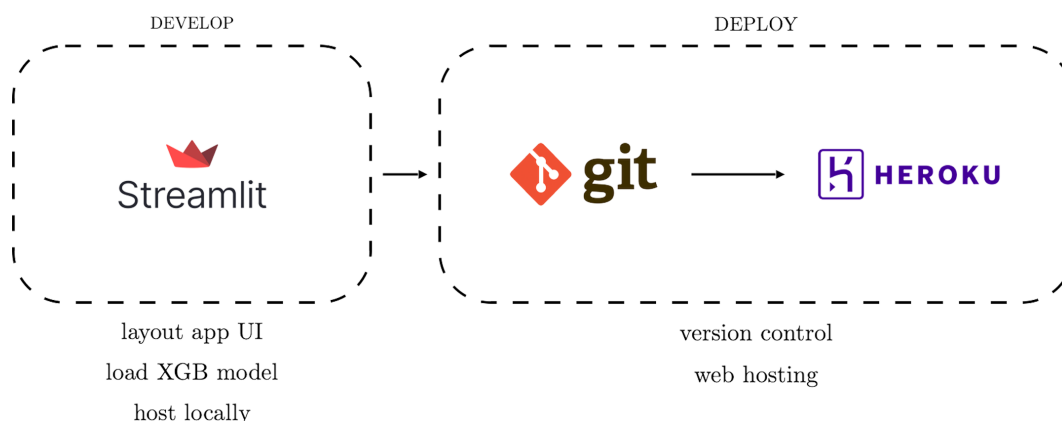 DEVELOP
DEPLOY
Streamlit
git
HEROKU
layout app UI
load XGB model
host locally
version control
web hosting